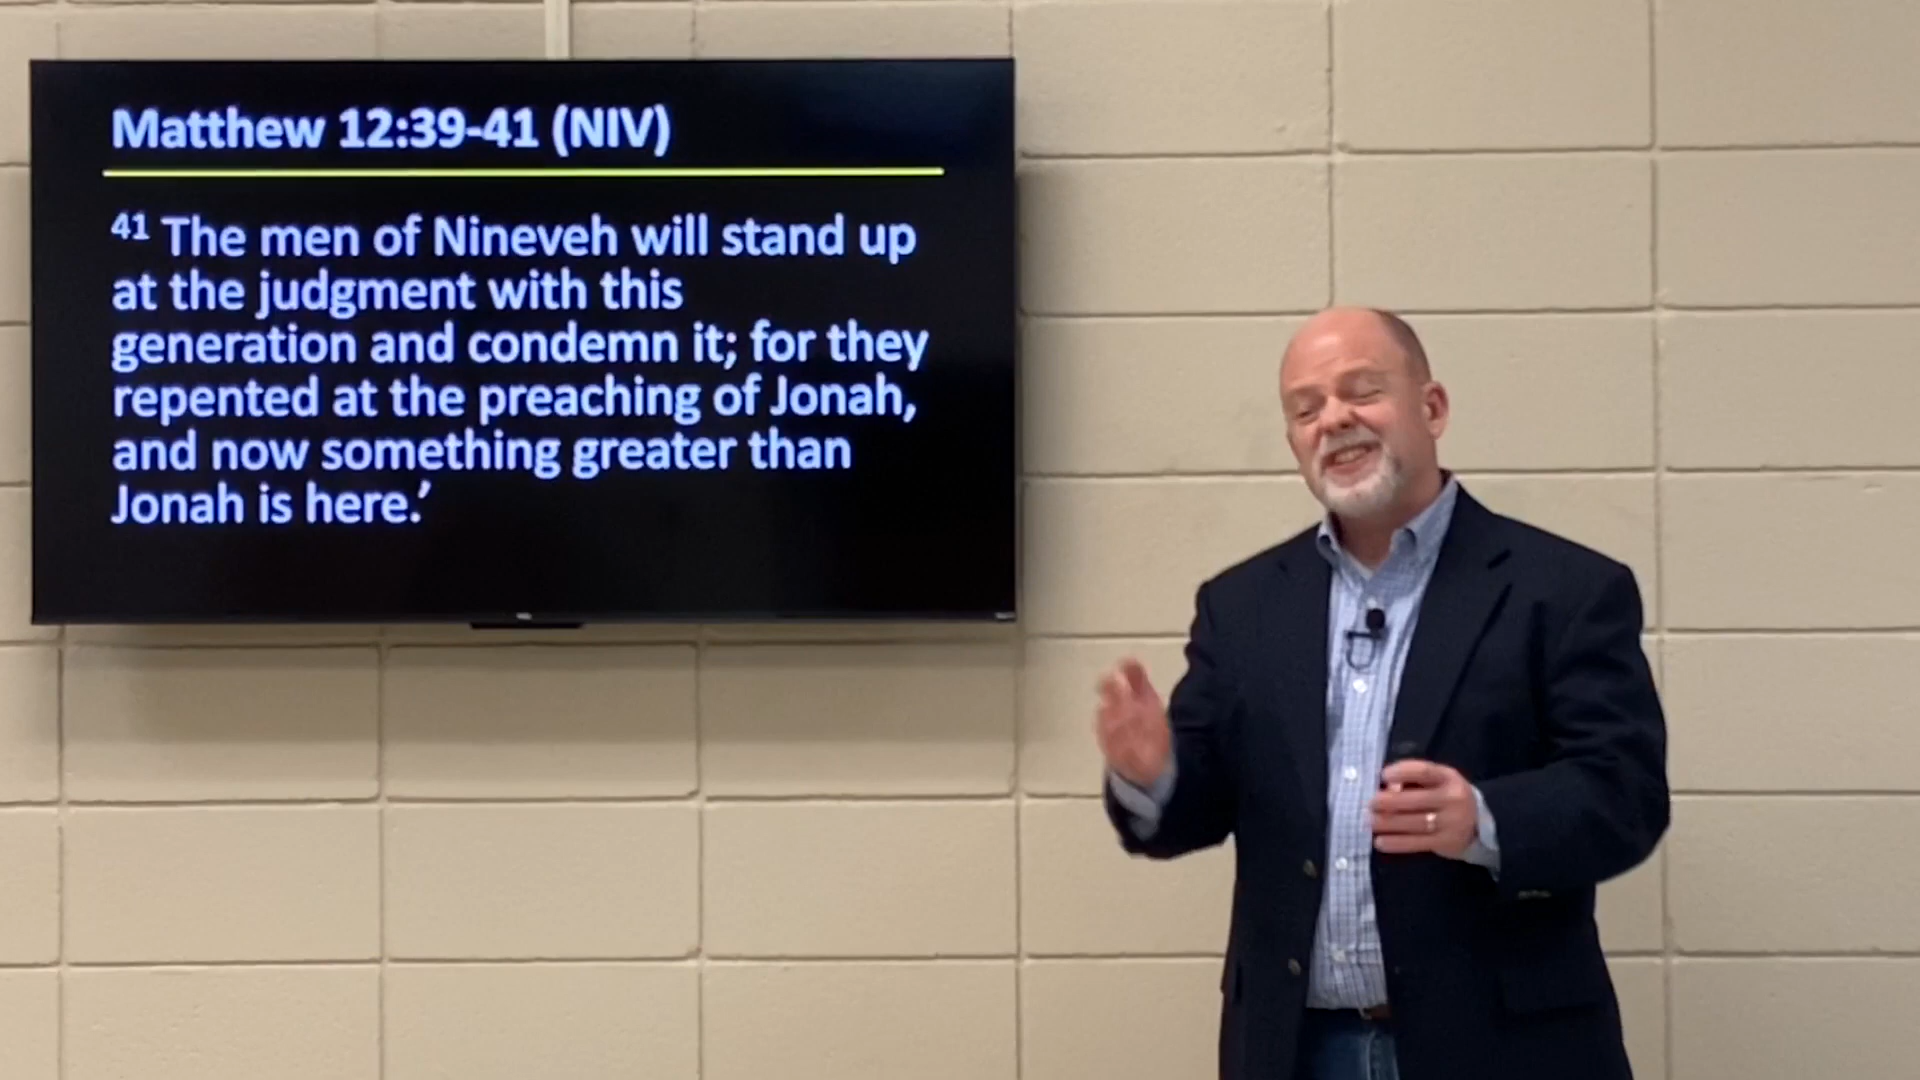 Matthew 12:39-41 (NIV)
41 The men of Nineveh will stand up
at the judgment with this
generation and condemn it; for they
repented at the preaching of Jonah,
and now something greater than
Jonah is here.’